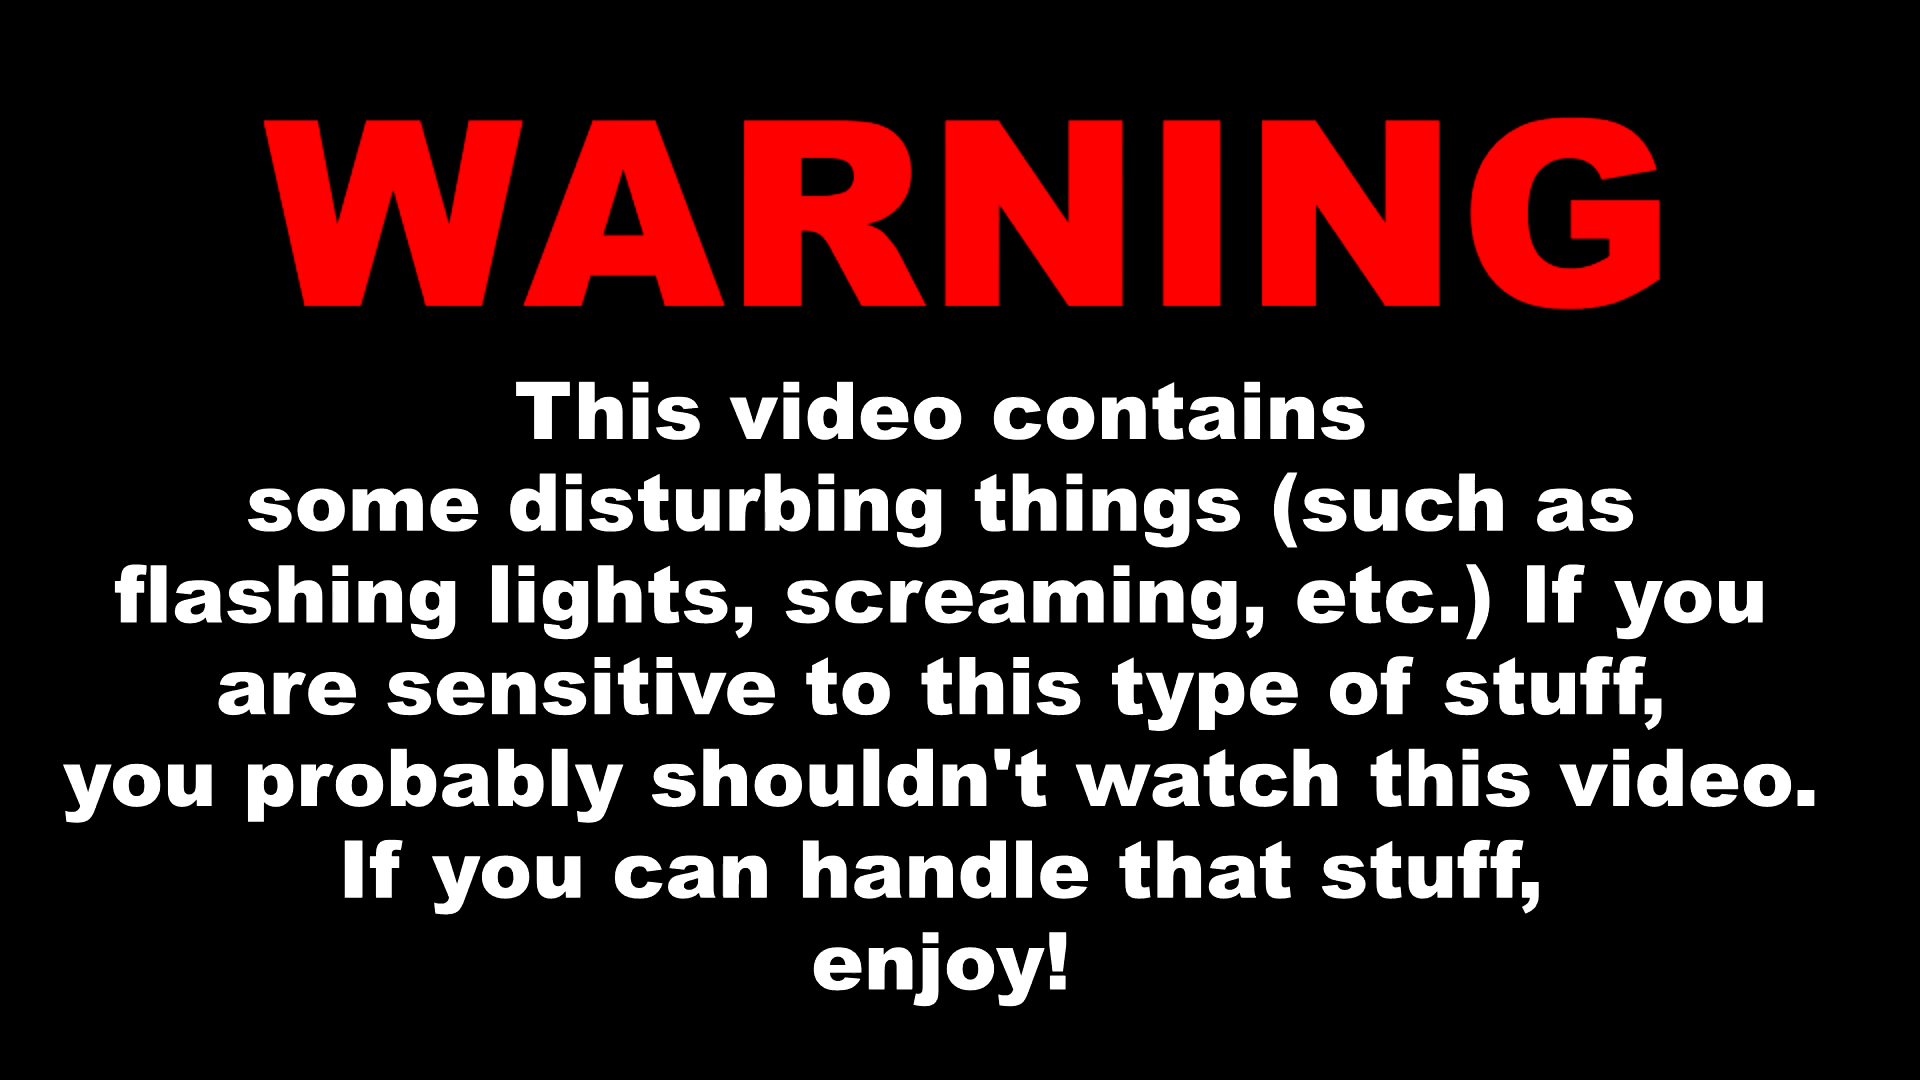 WARNING
This video contains
some disturbing things (such as
flashing lights, screaming, etc.) If you
are sensitive to this type of stuff,
you probably shouldn't watch this video.
If you can handle that stuff,
enjoy!